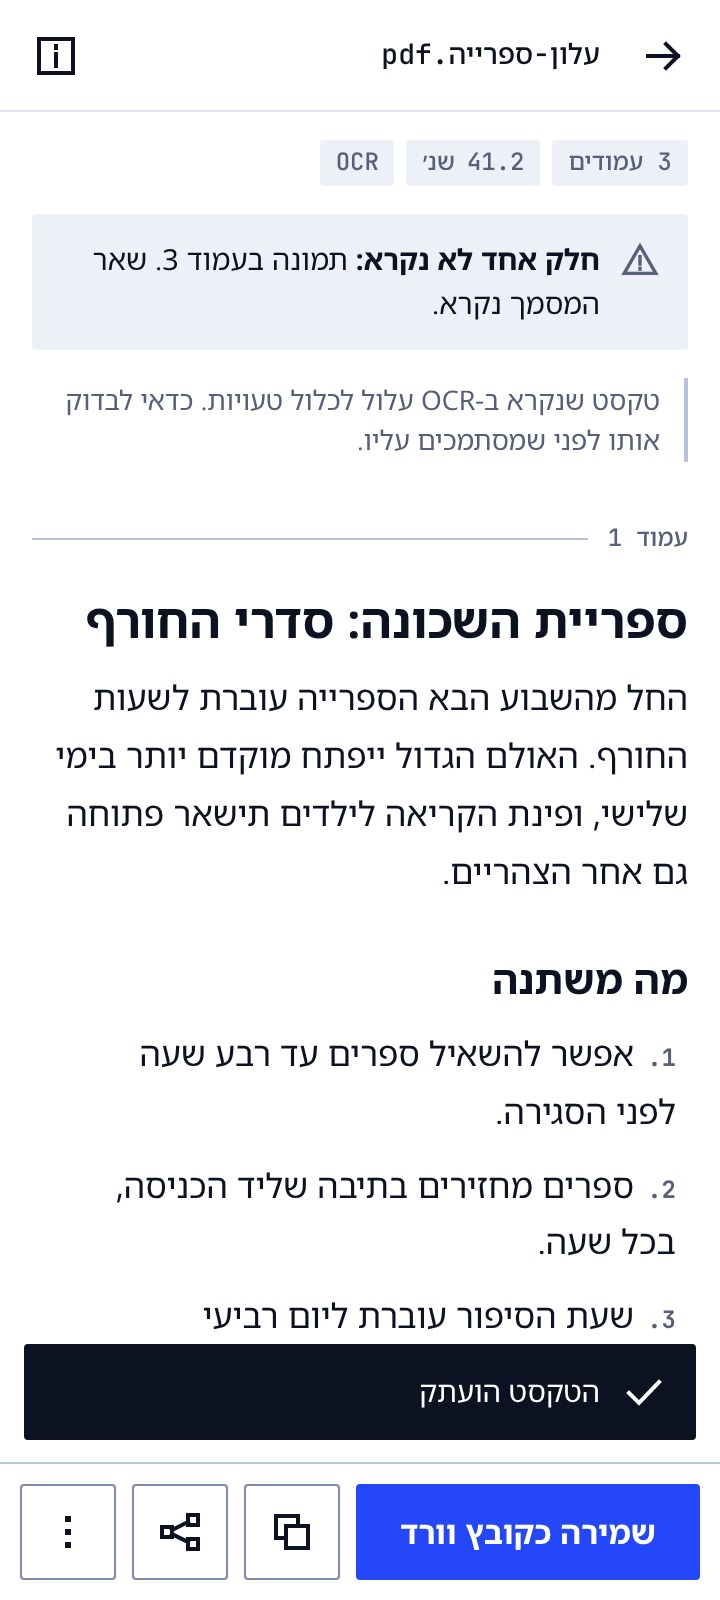 עלון-ספרייה.pdf
3 עמודים
41.2 שנ׳
OCR
חלק אחד לא נקרא: תמונה בעמוד 3. שאר
המסמך נקרא.
טקסט שנקרא ב-OCR עלול לכלול טעויות. כדאי לבדוק
אותו לפני שמסתמכים עליו.
עמוד 1
ספריית השכונה: סדרי החורף
החל מהשבוע הבא הספרייה עוברת לשעות
החורף. האולם הגדול ייפתח מוקדם יותר בימי
שלישי, ופינת הקריאה לילדים תישאר פתוחה
גם אחר הצהריים.
מה משתנה
1. אפשר להשאיל ספרים עד רבע שעה
לפני הסגירה.
2. ספרים מחזירים בתיבה שליד הכניסה,
בכל שעה.
3. שעת הסיפור עוברת ליום רביעי
הטקסט הועתק
שמירה כקובץ וורד